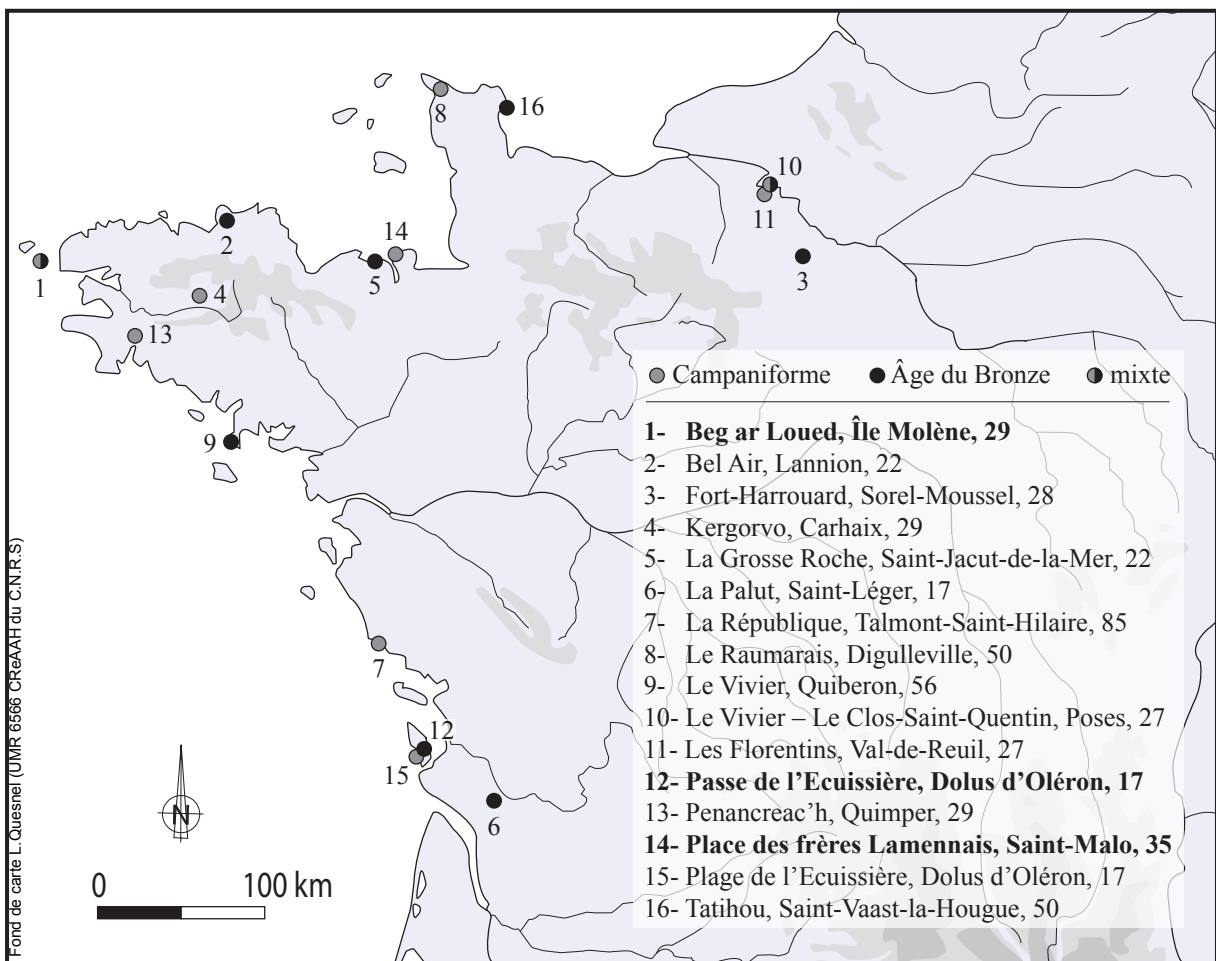 8
16
10
11
2
14
5
3
1
4
13
9
7
12
15
6
Campaniforme Âge du Bronze mixte
1- Beg ar Loued, Île Molène, 29
2- Bel Air, Lannion, 22
3- Fort-Harrouard, Sorel-Moussel, 28
4- Kergorvo, Carhaix, 29
5- La Grosse Roche, Saint-Jacut-de-la-Mer, 22
6- La Palut, Saint-Léger, 17
7- La République, Talmont-Saint-Hilaire, 85
8- Le Raumarais, Digulleville, 50
9- Le Vivier, Quiberon, 56
10- Le Vivier – Le Clos-Saint-Quentin, Poses, 27
11- Les Florentins, Val-de-Reuil, 27
12- Passe de l’Ecuissière, Dolus d’Oléron, 17
13- Penancreac’h, Quimper, 29
14- Place des frères Lamennais, Saint-Malo, 35
15- Plage de l’Ecuissière, Dolus d’Oléron, 17
16- Tatihou, Saint-Vaast-la-Hougue, 50
N
0 100 km
Fond de carte L.Quesnel (UMR 6566 CReAAH du C.N.R.S)